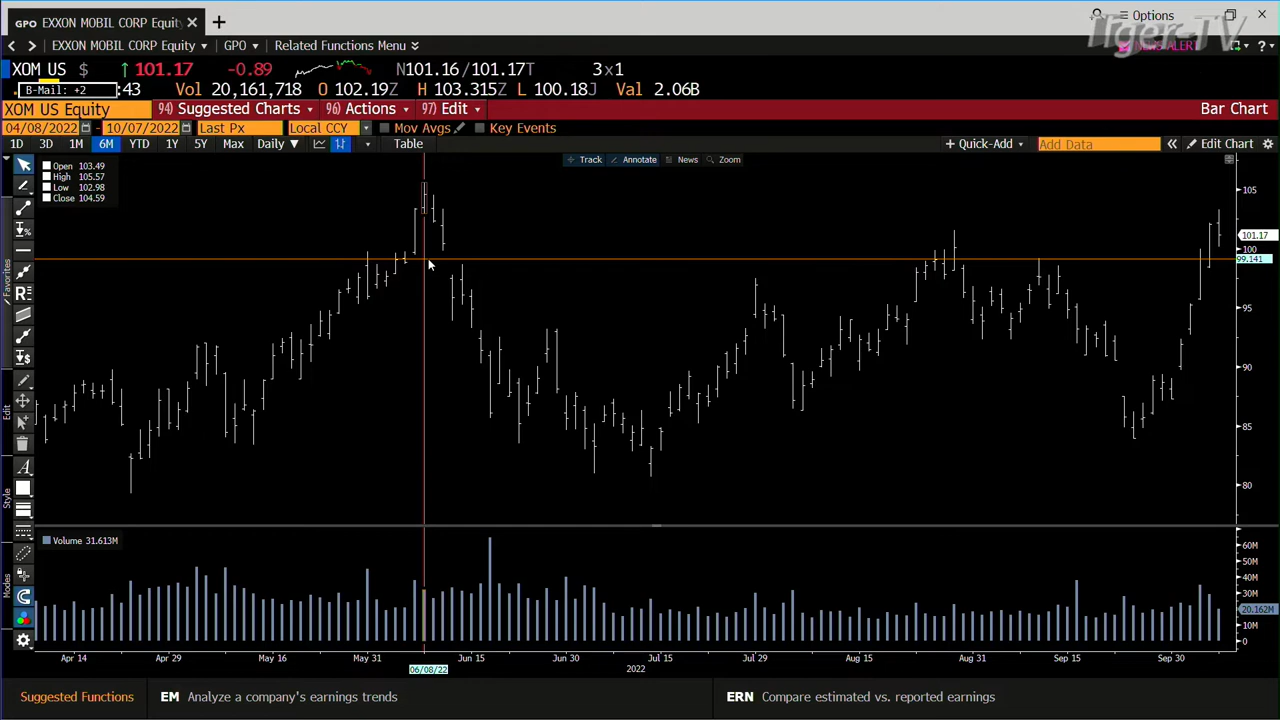 GPO EXXON MOBIL CORP Equity
Options
Tiger-TV
EXXON MOBIL CORP Equity GPO Related Functions Menu
XOM US $ 101.17 -0.89 N101.16/101.17T 3x1
B-Mail: +2 :43 Vol 20,161,718 O 102.19Z H 103.315Z L 100.18J Val 2.06B
XOM US Equity 94) Suggested Charts 96) Actions 97) Edit Bar Chart
04/08/2022 - 10/07/2022 Last Px Local CCY Mov Avgs Key Events
1D 3D 1M 6M YTD 1Y 5Y Max Daily Table + Quick-Add Add Data Edit Chart
Track Annotate News Zoom
Open 103.49
High 105.57
Low 102.98
Close 104.59
105
101.17
100
99.141
95
90
85
80
Favorites
Edit
Style
Modes
Volume 31.613M
60M
50M
40M
30M
20.162M
10M
0
Apr 14 Apr 29 May 16 May 31 Jun 15 Jun 30 Jul 15 Jul 29 Aug 15 Aug 31 Sep 15 Sep 30
06/08/22 2022
Suggested Functions EM Analyze a company's earnings trends ERN Compare estimated vs. reported earnings